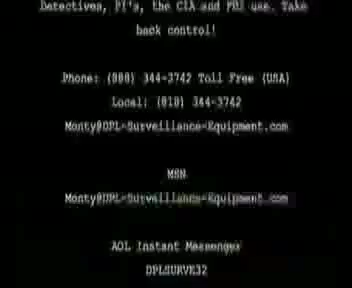 Detectives, PI's, the CIA and FBI use. Take
back control!
Phone: (888) 344-3742 Toll Free (USA)
Local: (818) 344-3742
Monty@DPL-Surveillance-Equipment.com
MSN
Monty@DPL-Surveillance-Equipment.com
AOL Instant Messenger
DPLSURVE32